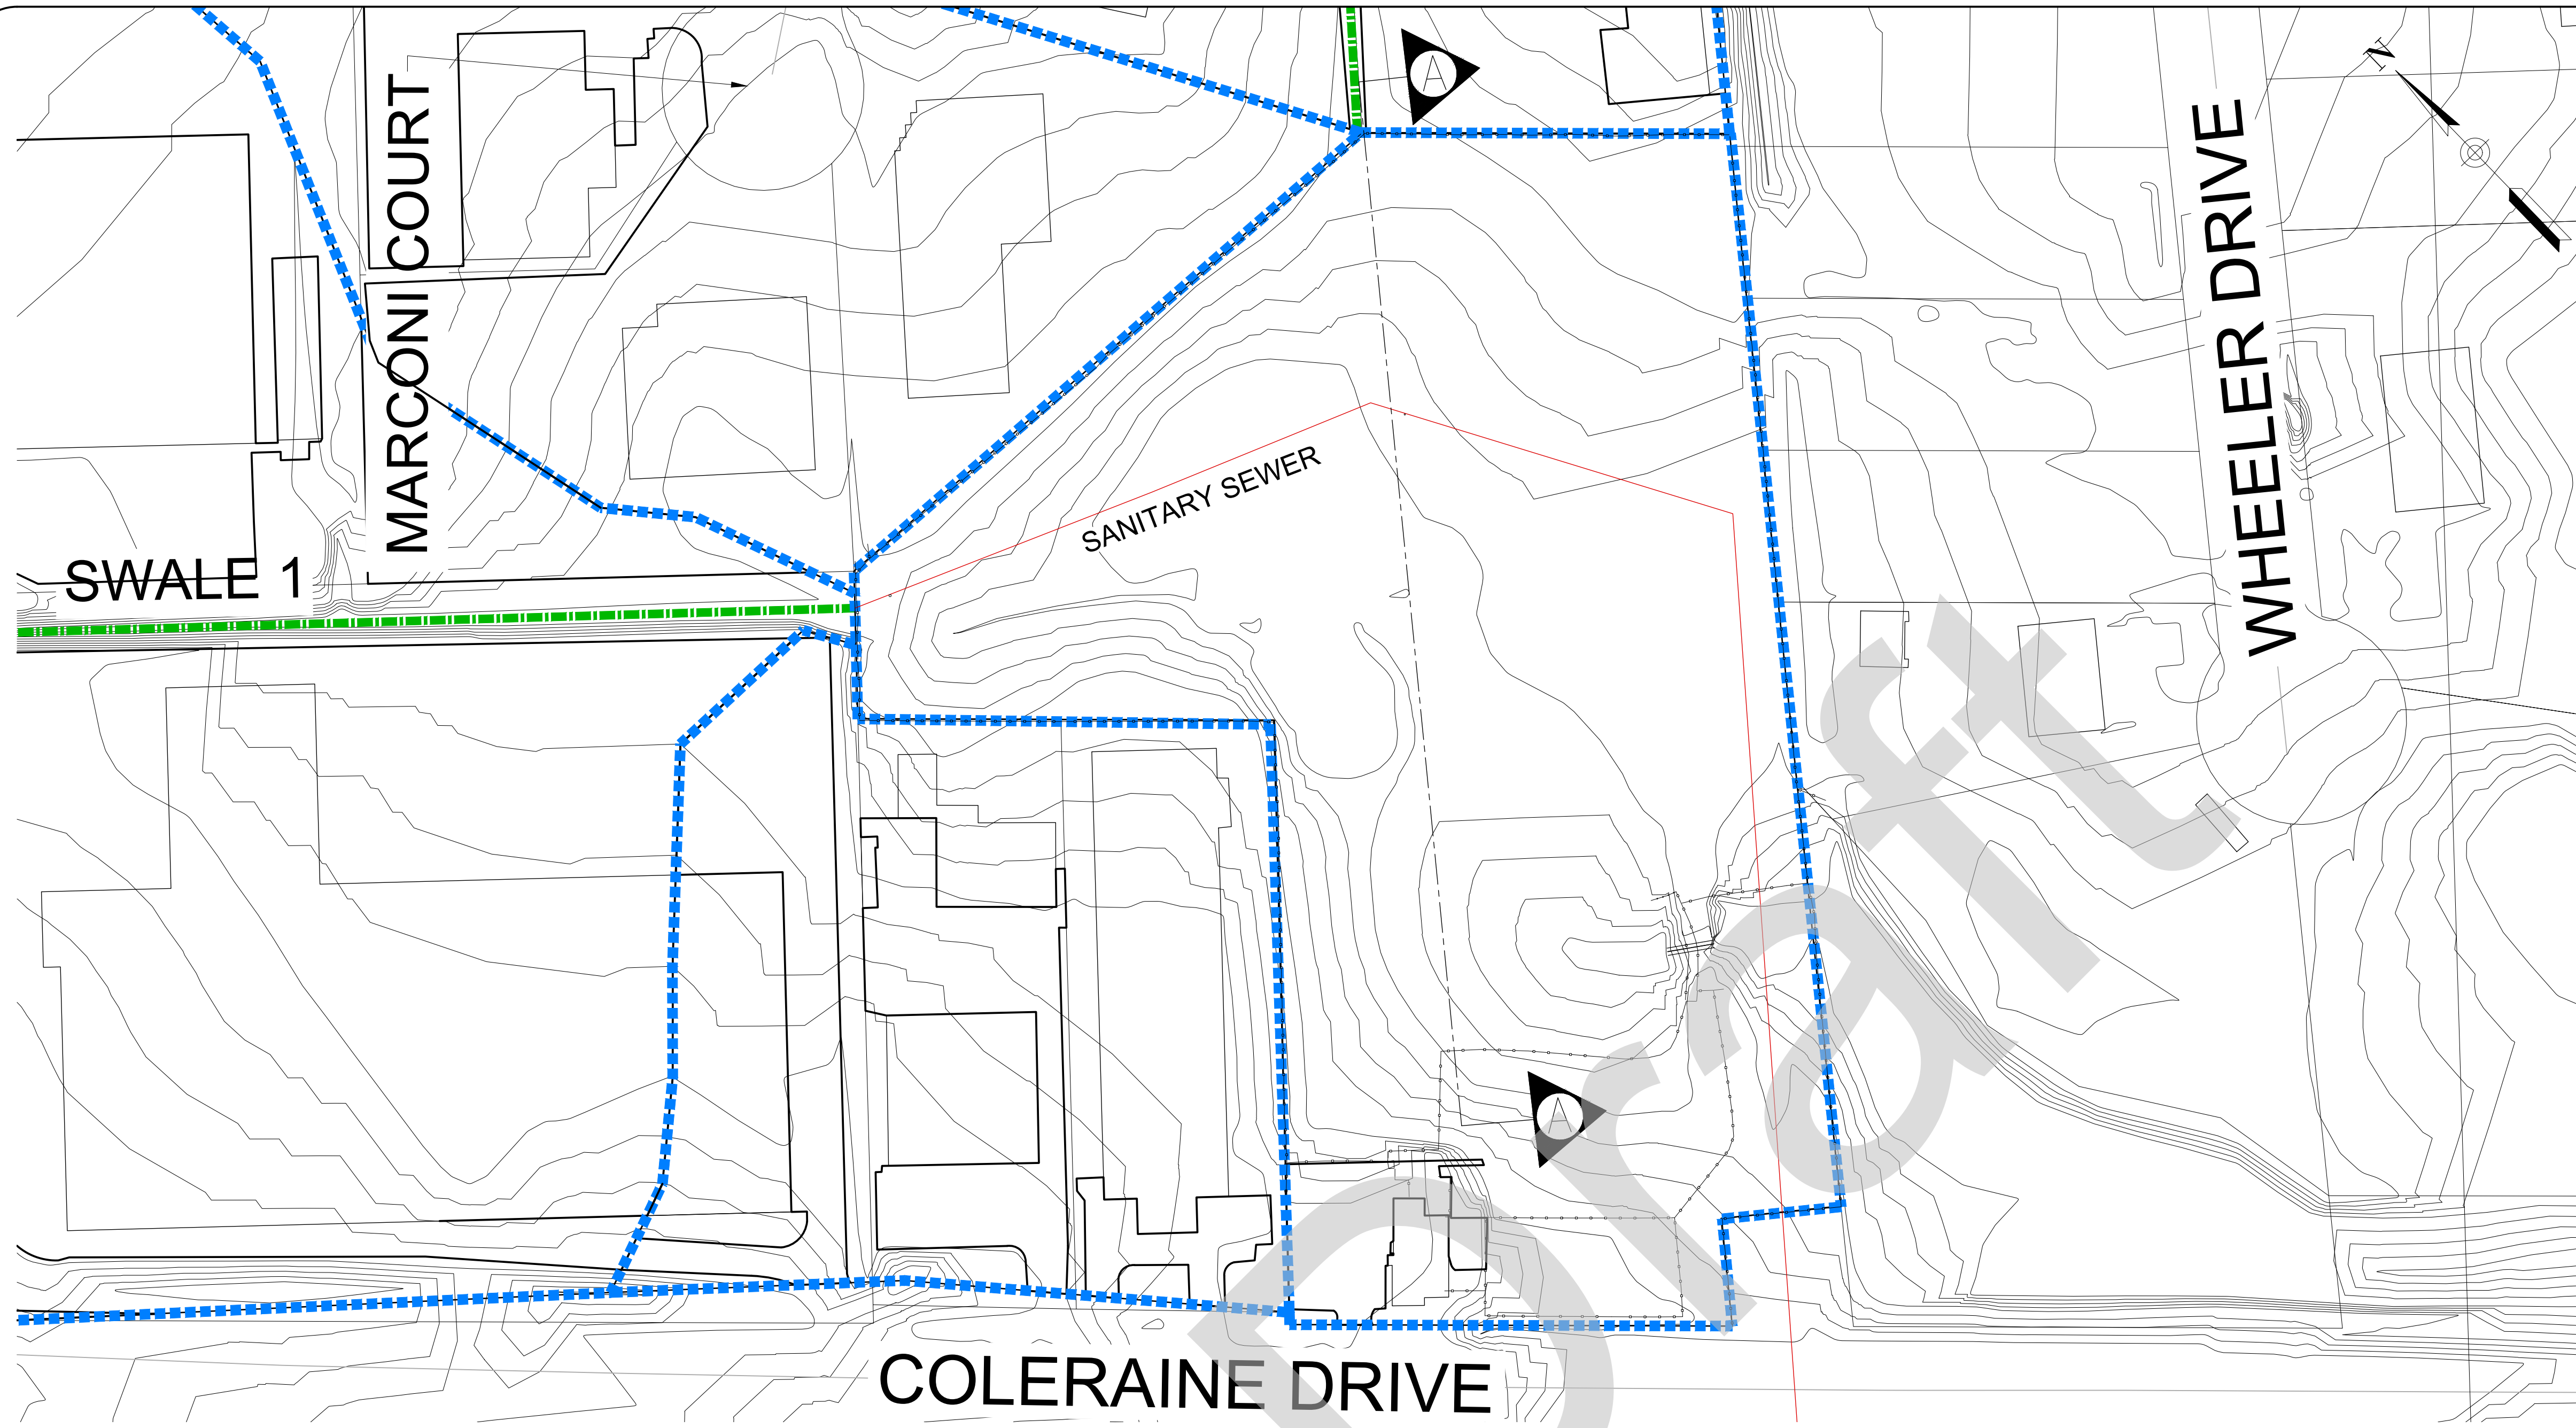 N
A
MARCONI COURT
WHEELER DRIVE
SANITARY SEWER
SWALE 1
A
COLERAINE DRIVE
Draft